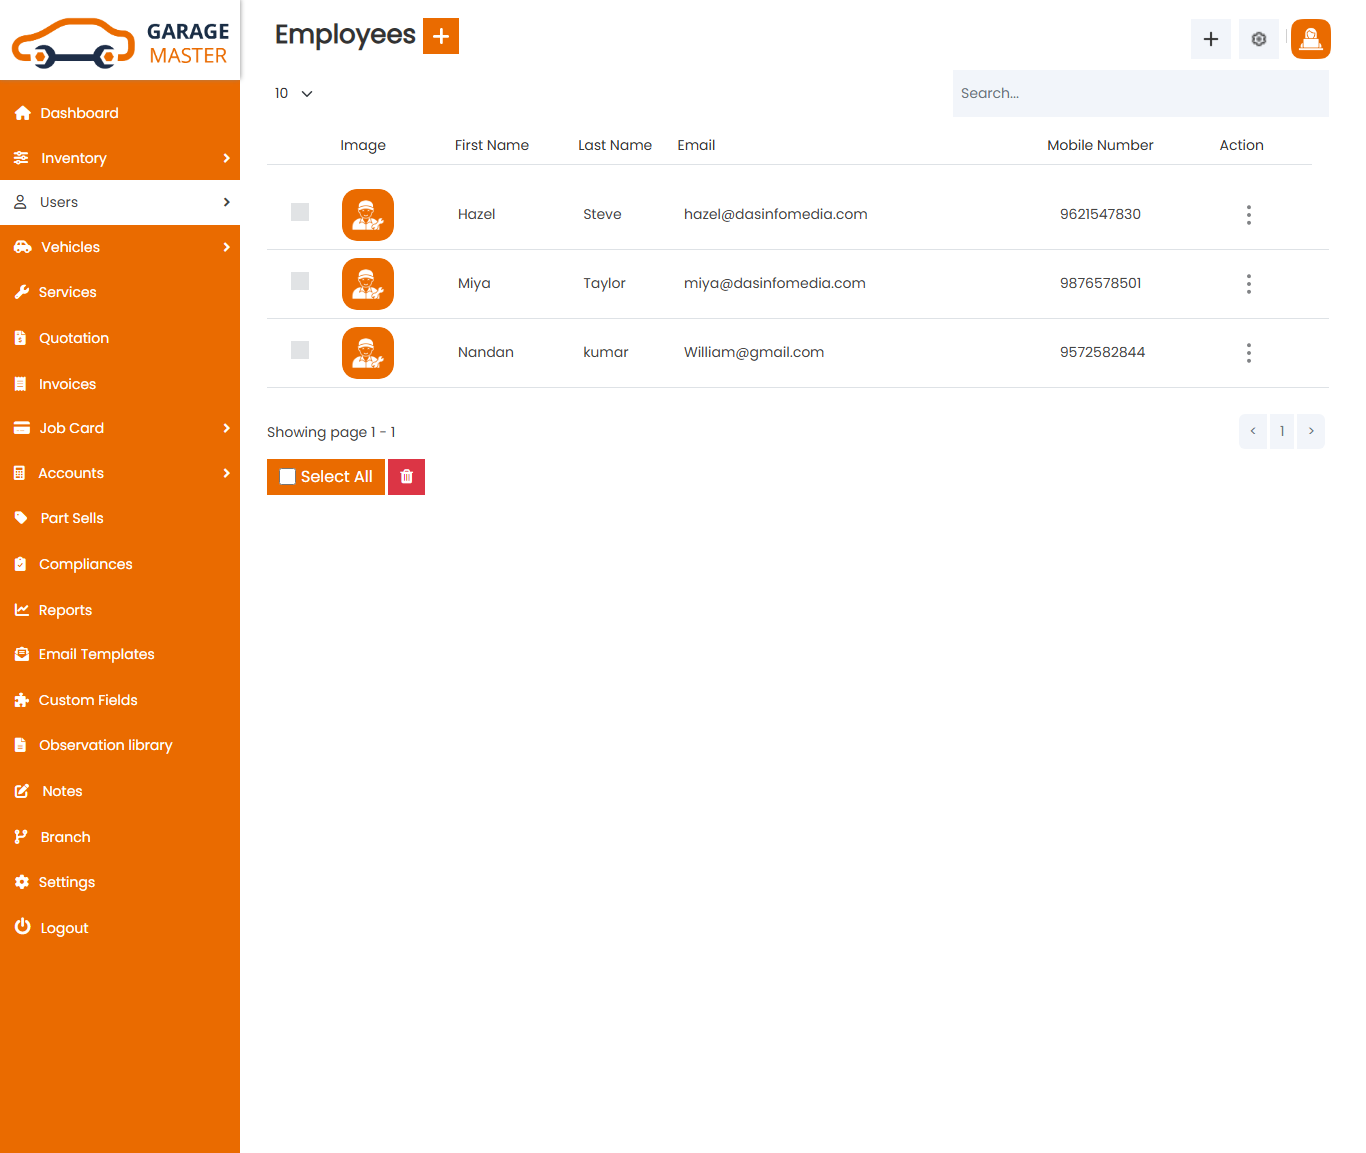 GARAGE
MASTER
Employees
10
Search...
Dashboard
Inventory
Users
Vehicles
Services
Quotation
Invoices
Job Card
Accounts
Part Sells
Compliances
Reports
Email Templates
Custom Fields
Observation library
Notes
Branch
Settings
Logout
Image First Name Last Name Email Mobile Number Action
Hazel Steve hazel@dasinfomedia.com 9621547830
Miya Taylor miya@dasinfomedia.com 9876578501
Nandan kumar William@gmail.com 9572582844
Showing page 1 - 1
< 1 >
Select All